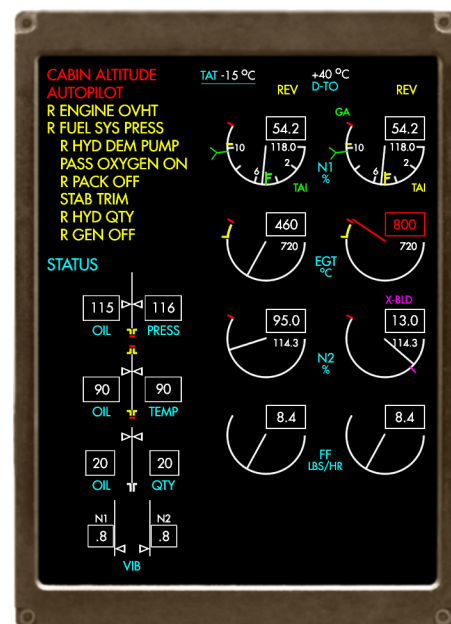 CABIN ALTITUDE
AUTOPILOT
R ENGINE OVHT
R FUEL SYS PRESS
R HYD DEM PUMP
PASS OXYGEN ON
R PACK OFF
STAB TRIM
R HYD QTY
R GEN OFF
STATUS
TAT -15 ºC
+40 ºC
D-TO
REV
REV
GA
54.2
54.2
10
118.0
10
118.0
2
6
2
6
N1
%
TAI
TAI
460
800
720
720
EGT
ºC
X-BLD
95.0
13.0
114.3
114.3
N2
%
8.4
8.4
FF
LBS/HR
115
116
OIL
PRESS
90
90
OIL
TEMP
20
20
OIL
QTY
N1
N2
.8
.8
VIB